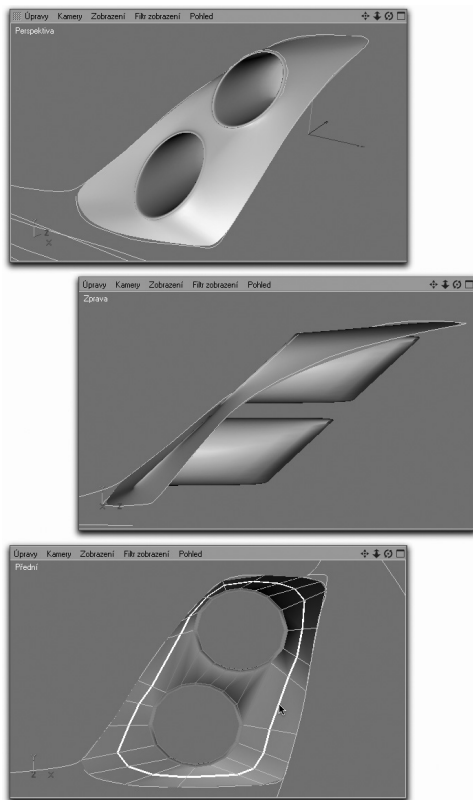 Úpravy Kamery Zobrazení Filtr zobrazení Pohled
Perspektiva
Z
X
Úpravy Kamery Zobrazení Filtr zobrazení Pohled
Zprava
Úpravy Kamery Zobrazení Filtr zobrazení Pohled
Přední
Z X